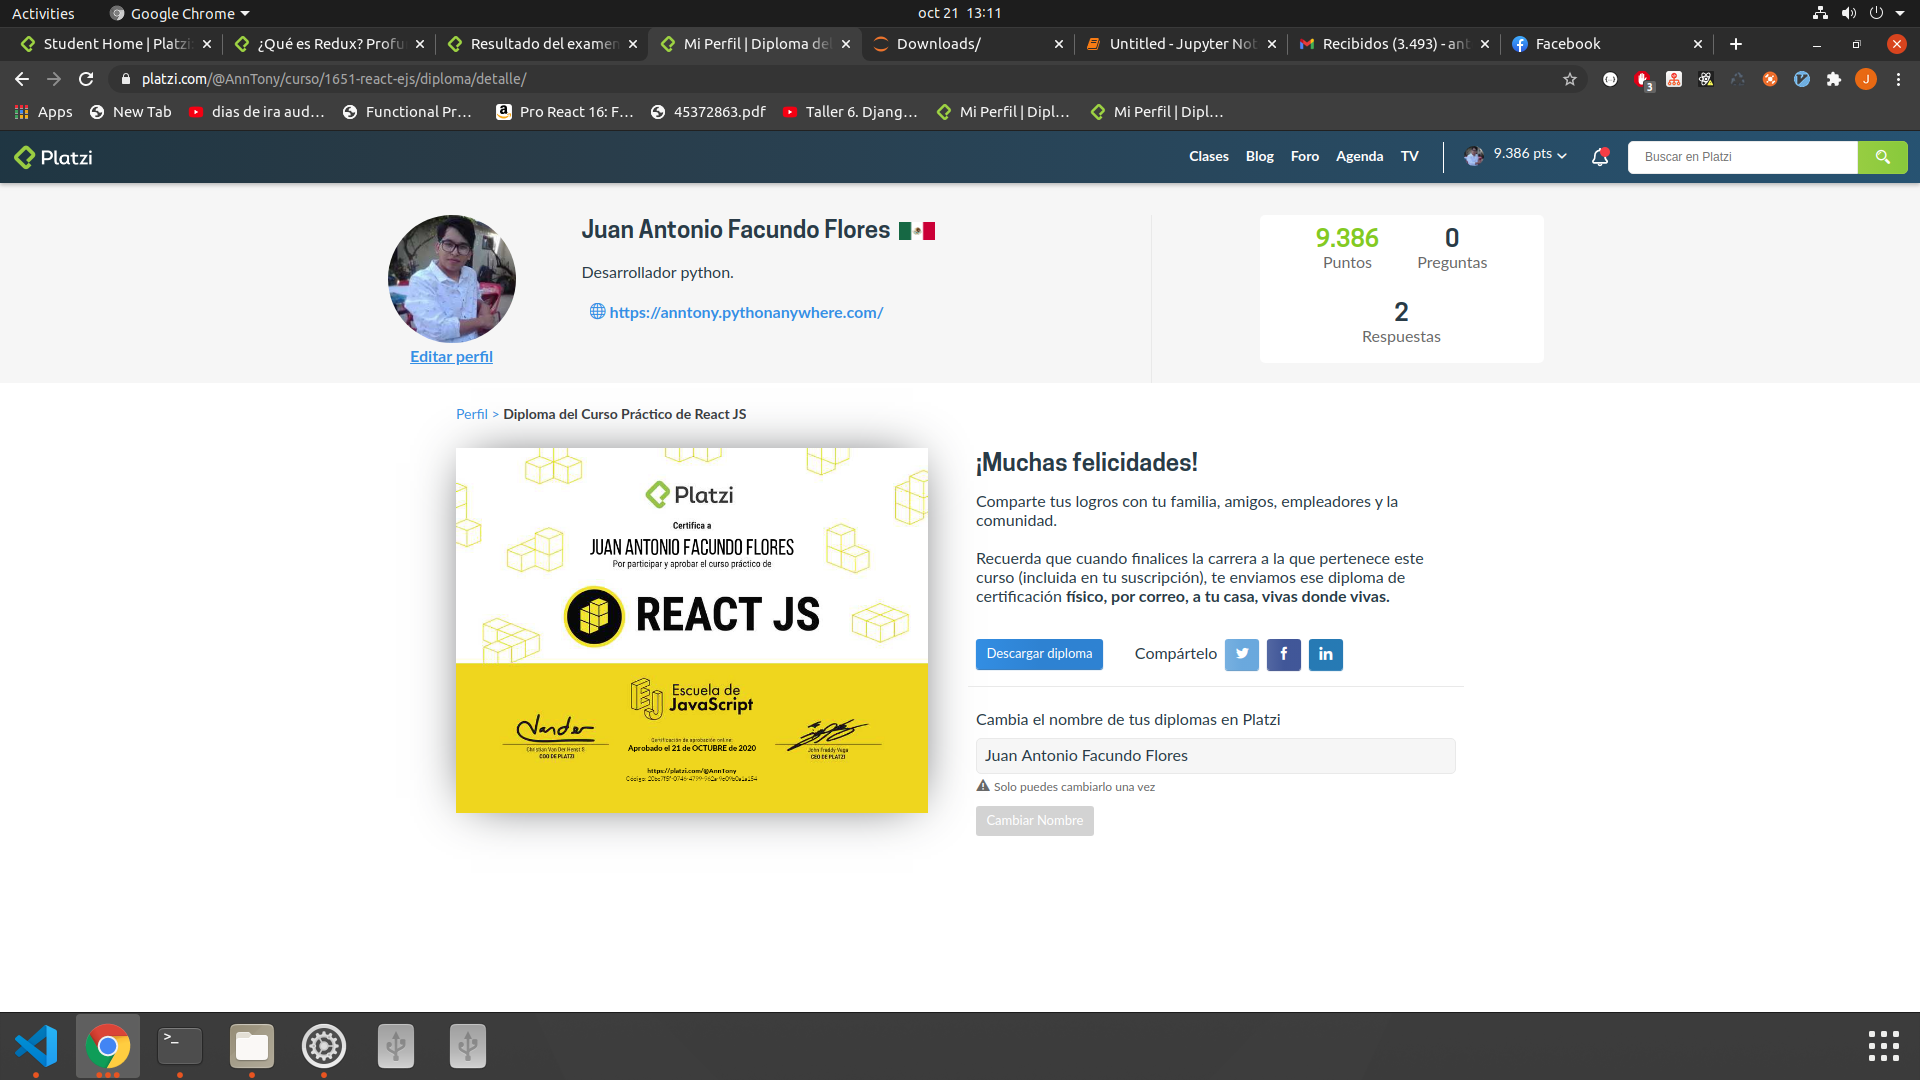 Activities
Google Chrome
oct 21 13:11
Student Home | Platzi
¿Qué es Redux? Profu
Resultado del examen
Mi Perfil | Diploma del
Downloads/
Untitled - Jupyter Not
Recibidos (3.493) - ant
Facebook
platzi.com/@AnnTony/curso/1651-react-ejs/diploma/detalle/
3
J
Apps
New Tab
dias de ira aud...
Functional Pr...
Pro React 16: F...
45372863.pdf
Taller 6. Djang...
Mi Perfil | Dipl...
Mi Perfil | Dipl...
Platzi
Clases
Blog
Foro
Agenda
TV
9.386 pts
Buscar en Platzi
Juan Antonio Facundo Flores
Desarrollador python.
https://anntony.pythonanywhere.com/
Editar perfil
9.386
Puntos
0
Preguntas
2
Respuestas
Perfil > Diploma del Curso Práctico de React JS
Platzi
Certifica a
JUAN ANTONIO FACUNDO FLORES
Por participar y aprobar el curso práctico de
REACT JS
EJ
Escuela de
JavaScript
Christian Van Der Henst S
COO DE PLATZI
Certificación de aprobación online:
Aprobado el 21 de OCTUBRE de 2020
John Freddy Vega
CEO DE PLATZI
https://platzi.com/@AnnTony
Código:
¡Muchas felicidades!
Comparte tus logros con tu familia, amigos, empleadores y la
comunidad.
Recuerda que cuando finalices la carrera a la que pertenece este
curso (incluida en tu suscripción), te enviamos ese diploma de
certificación físico, por correo, a tu casa, vivas donde vivas.
Descargar diploma
Compártelo
Cambia el nombre de tus diplomas en Platzi
Juan Antonio Facundo Flores
Solo puedes cambiarlo una vez
Cambiar Nombre